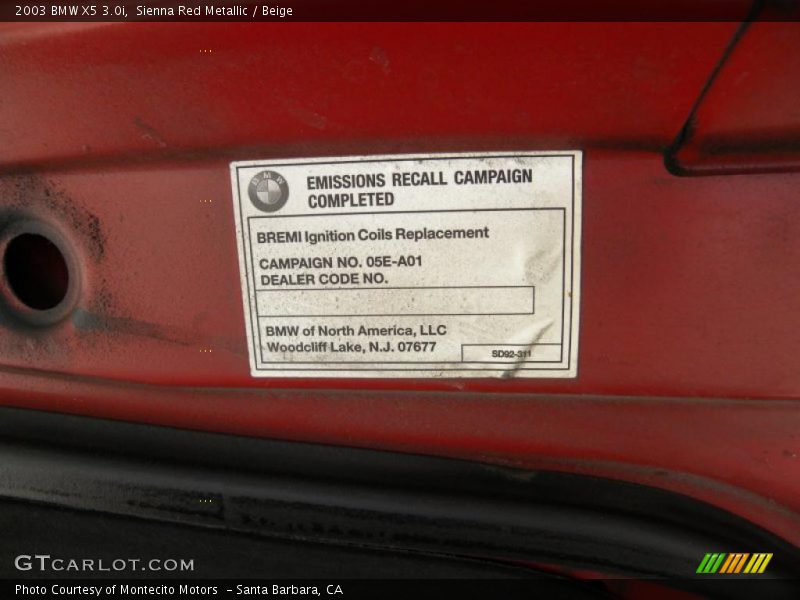 2003 BMW X5 3.0i, Sienna Red Metallic / Beige
BMW
EMISSIONS RECALL CAMPAIGN
COMPLETED
BREMI Ignition Coils Replacement
CAMPAIGN NO. 05E-A01
DEALER CODE NO.
BMW of North America, LLC
Woodcliff Lake, N.J. 07677
SD92-311
GTCARLOT.COM
Photo Courtesy of Montecito Motors - Santa Barbara, CA